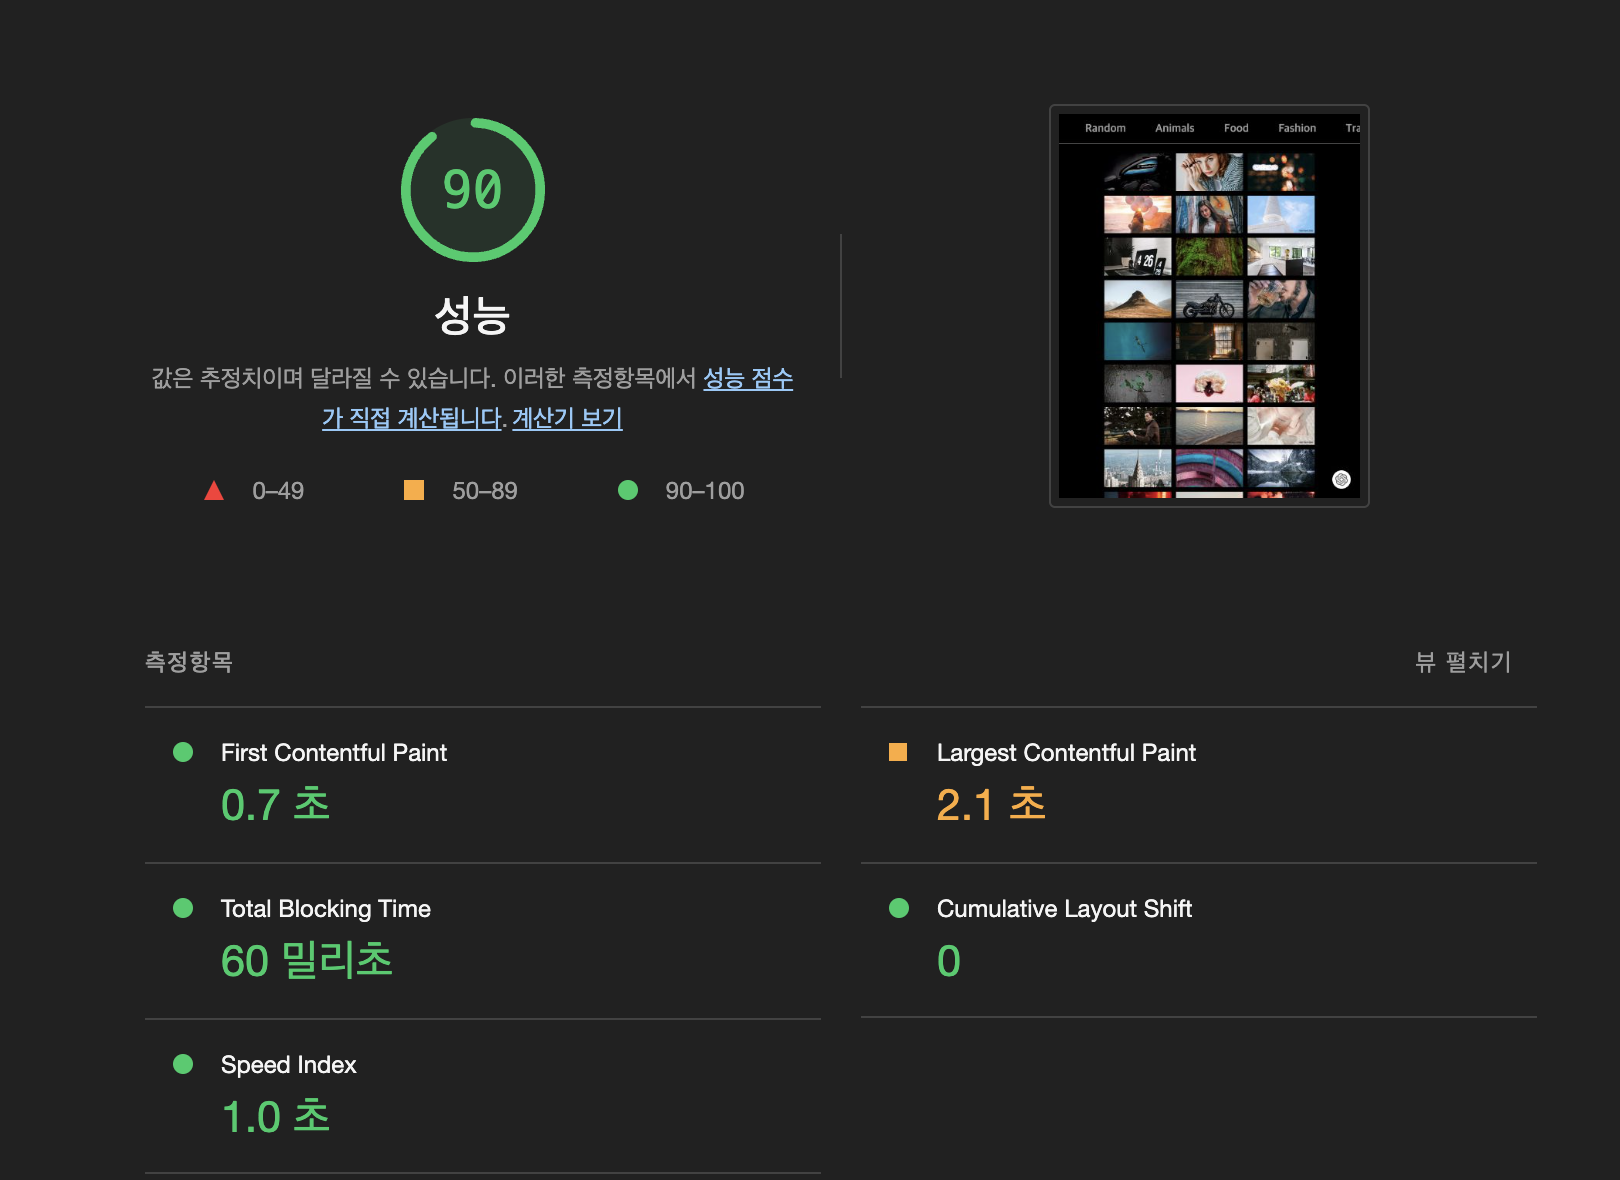 90
성능
값은 추정치이며 달라질 수 있습니다. 이러한 측정항목에서 성능 점수
가 직접 계산됩니다. 계산기 보기
0–49
50–89
90–100
Random Animals Food Fashion Tra
4 26
측정항목
뷰 펼치기
First Contentful Paint
0.7 초
Largest Contentful Paint
2.1 초
Total Blocking Time
60 밀리초
Cumulative Layout Shift
0
Speed Index
1.0 초